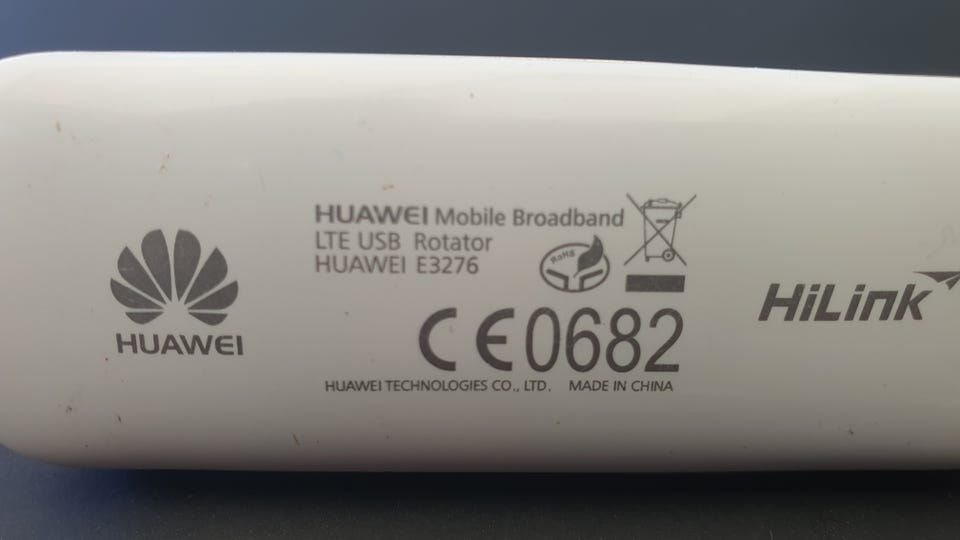 HUAWEI Mobile Broadband
LTE USB Rotator
HUAWEI E3276
RoHS
CE0682
HUAWEI TECHNOLOGIES CO., LTD. MADE IN CHINA
HUAWEI
HiLink